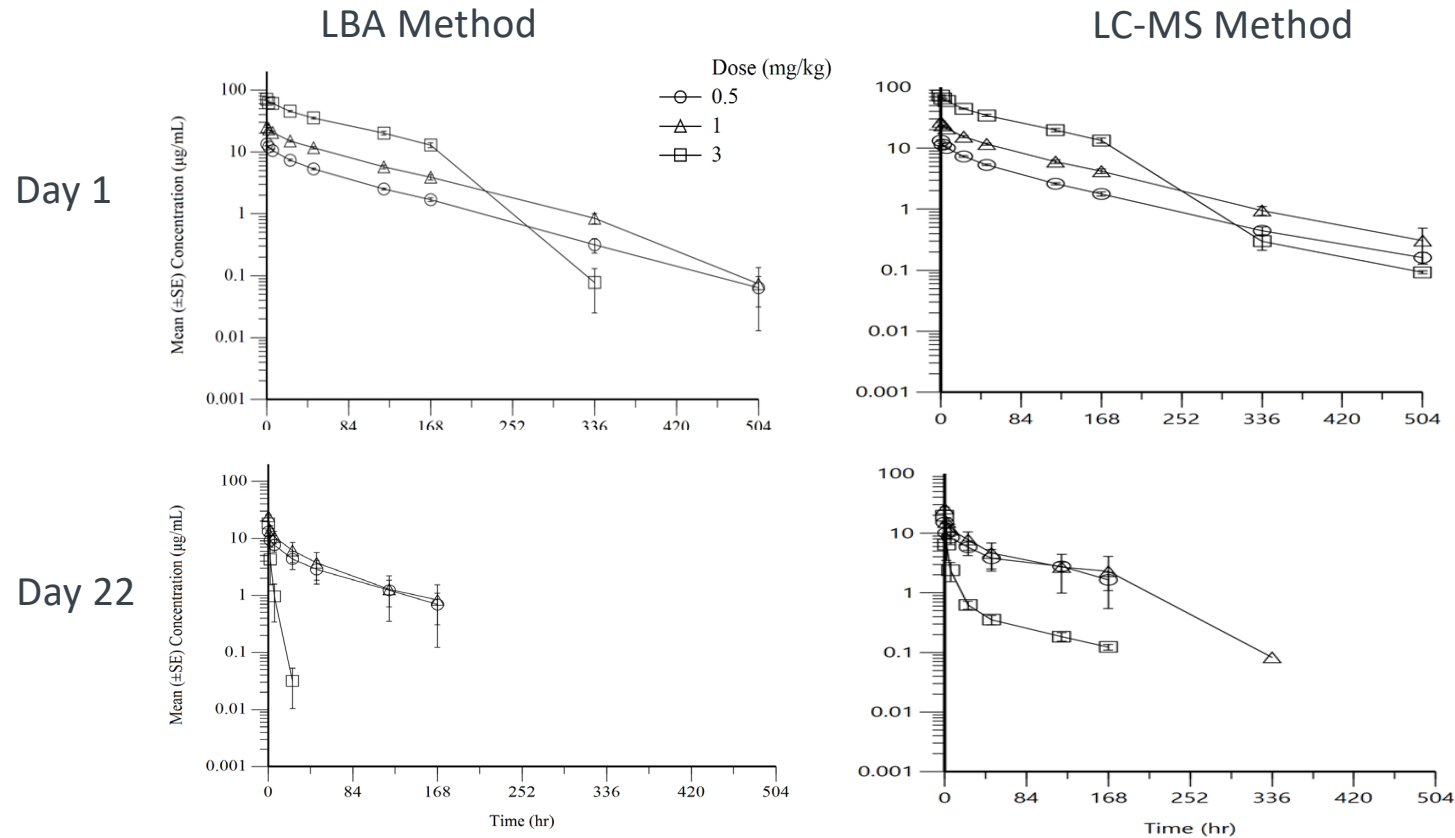 LBA Method
LC-MS Method
Dose (mg/kg)
0.5
1
3
Day 1
Mean (±SE) Concentration (µg/mL)
100
10
1
0.1
0.01
0.001
0 84 168 252 336 420 504
100
10
1
0.1
0.01
0.001
0 84 168 252 336 420 504
Day 22
Mean (±SE) Concentration (µg/mL)
100
10
1
0.1
0.01
0.001
0 84 168 252 336 420 504
Time (hr)
100
10
1
0.1
0.01
0.001
0 84 168 252 336 420 504
Time (hr)